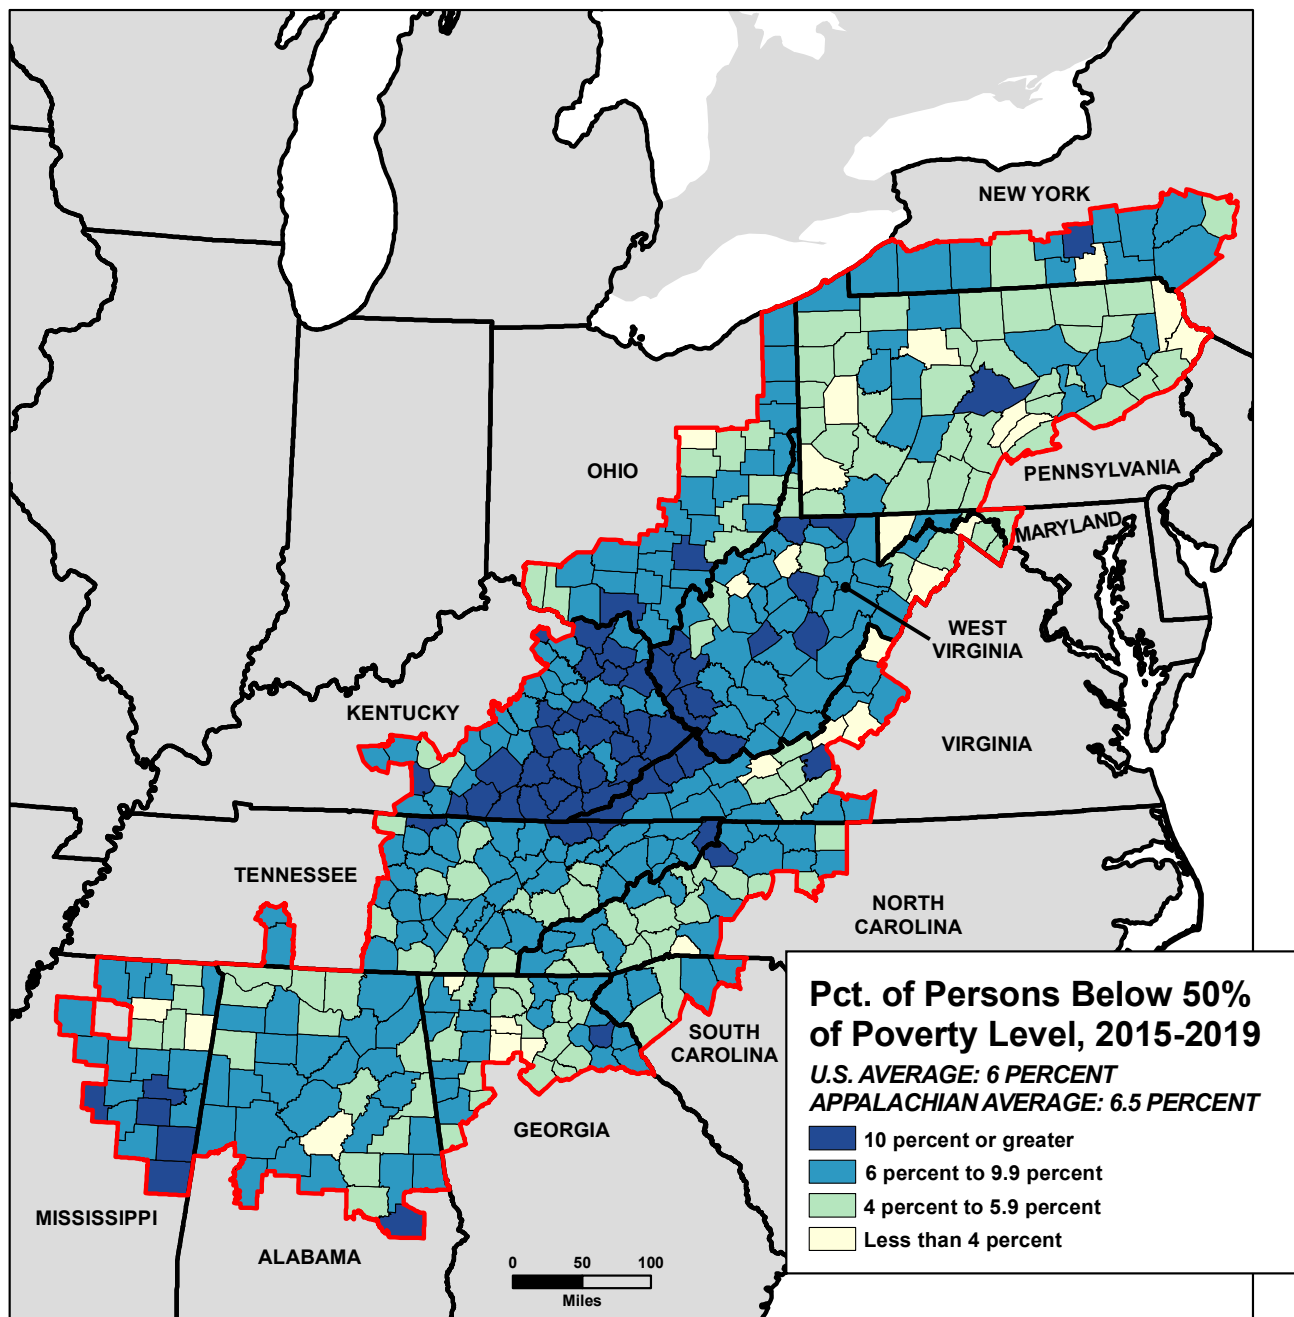 NEW YORK
OHIO
PENNSYLVANIA
MARYLAND
WEST
VIRGINIA
KENTUCKY
VIRGINIA
TENNESSEE
NORTH
CAROLINA
SOUTH
CAROLINA
GEORGIA
MISSISSIPPI
ALABAMA
0 50 100
Miles
Pct. of Persons Below 50%
of Poverty Level, 2015-2019
U.S. AVERAGE: 6 PERCENT
APPALACHIAN AVERAGE: 6.5 PERCENT
10 percent or greater
6 percent to 9.9 percent
4 percent to 5.9 percent
Less than 4 percent